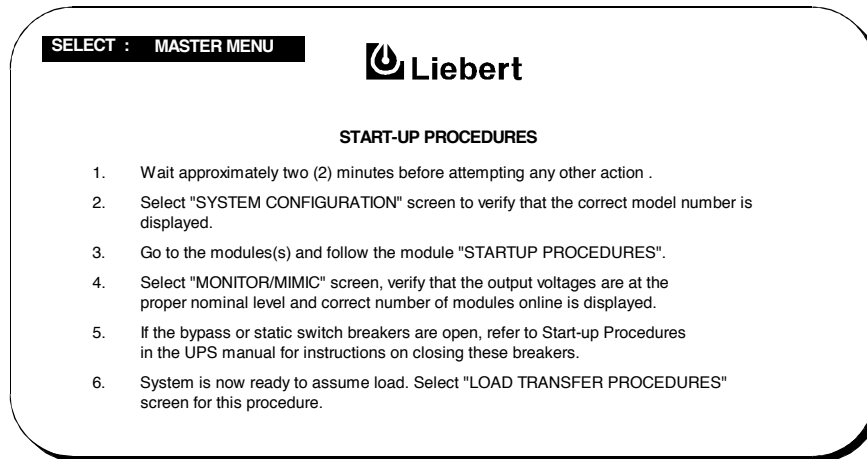 SELECT : MASTER MENU
Liebert
START-UP PROCEDURES
1. Wait approximately two (2) minutes before attempting any other action .
2. Select "SYSTEM CONFIGURATION" screen to verify that the correct model number is
displayed.
3. Go to the modules(s) and follow the module "STARTUP PROCEDURES".
4. Select "MONITOR/MIMIC" screen, verify that the output voltages are at the
proper nominal level and correct number of modules online is displayed.
5. If the bypass or static switch breakers are open, refer to Start-up Procedures
in the UPS manual for instructions on closing these breakers.
6. System is now ready to assume load. Select "LOAD TRANSFER PROCEDURES"
screen for this procedure.